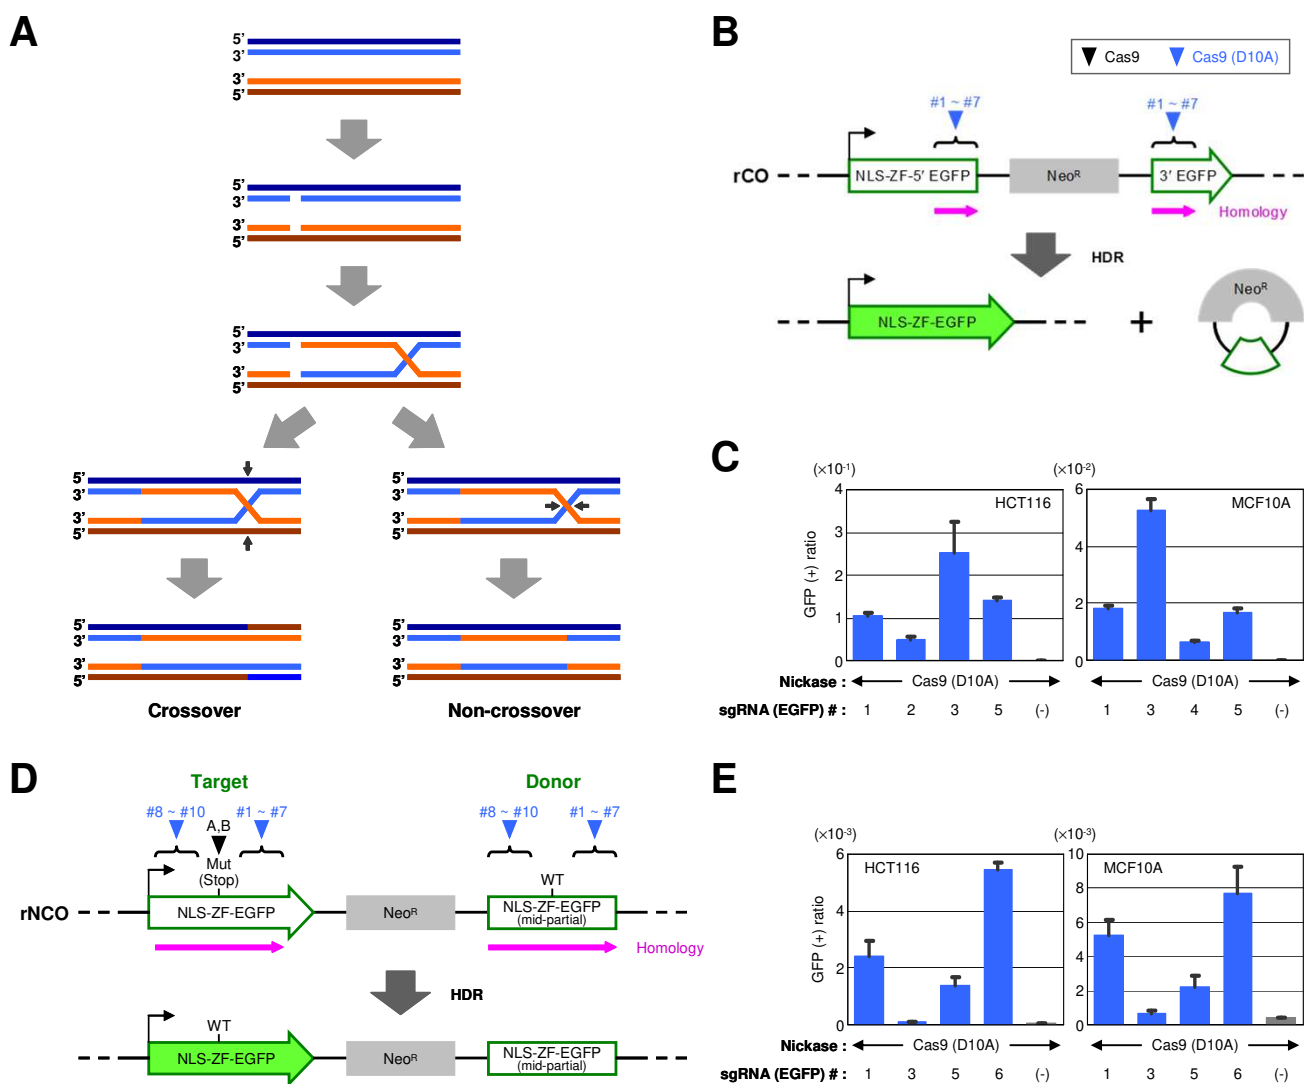 A
5'
3'
3'
5'
5'
3'
3'
5'
5'
3'
3'
5'
5'
3'
3'
5'
5'
3'
3'
5'
5'
3'
3'
5'
5'
3'
3'
5'
Crossover
Non-crossover
B
Cas9
Cas9 (D10A)
#1 ~ #7
#1 ~ #7
rCO
NLS-ZF-5' EGFP
Neoᴿ
3' EGFP
Homology
HDR
NLS-ZF-EGFP
+
Neoᴿ
C
(×10⁻¹)
HCT116
GFP (+) ratio
4
3
2
1
0
(×10⁻²)
MCF10A
6
4
2
0
Nickase :
Cas9 (D10A)
Cas9 (D10A)
sgRNA (EGFP) # :
1 2 3 5 (-)
1 3 4 5 (-)
D
Target
Donor
#8 ~ #10
A,B
#1 ~ #7
#8 ~ #10
#1 ~ #7
Mut
(Stop)
WT
rNCO
NLS-ZF-EGFP
Neoᴿ
NLS-ZF-EGFP
(mid-partial)
Homology
HDR
WT
NLS-ZF-EGFP
Neoᴿ
NLS-ZF-EGFP
(mid-partial)
E
(×10⁻³)
HCT116
GFP (+) ratio
6
4
2
0
(×10⁻³)
MCF10A
10
8
6
4
2
0
Nickase :
Cas9 (D10A)
Cas9 (D10A)
sgRNA (EGFP) # :
1 3 5 6 (-)
1 3 5 6 (-)